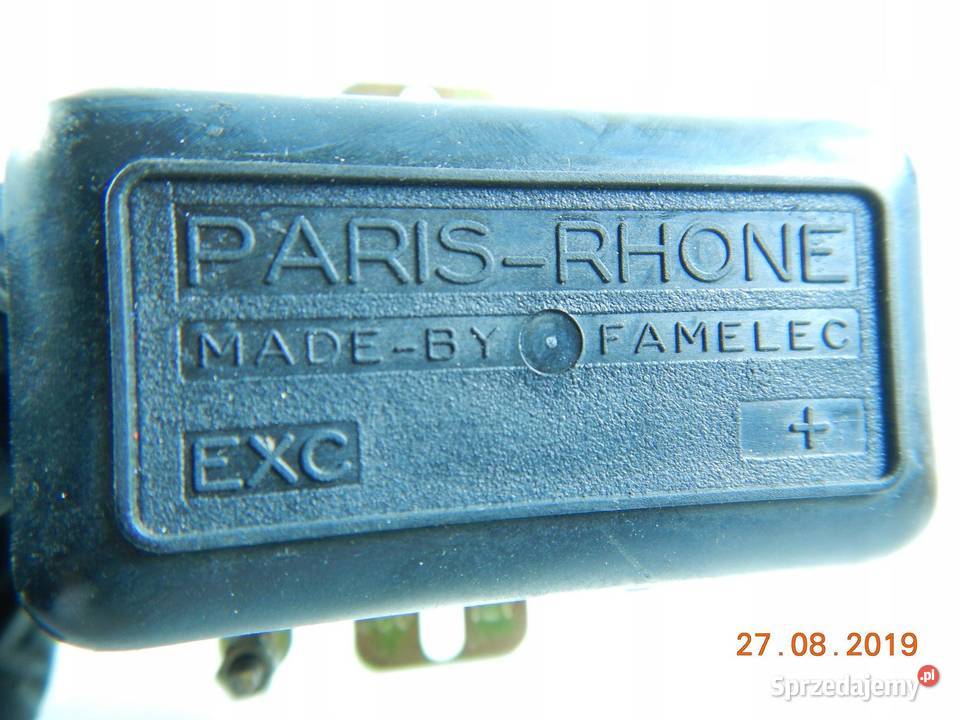 PARIS-RHONE
MADE-BY FAMELEC
EXC +
27.08.2019
Sprzedajemy.pl